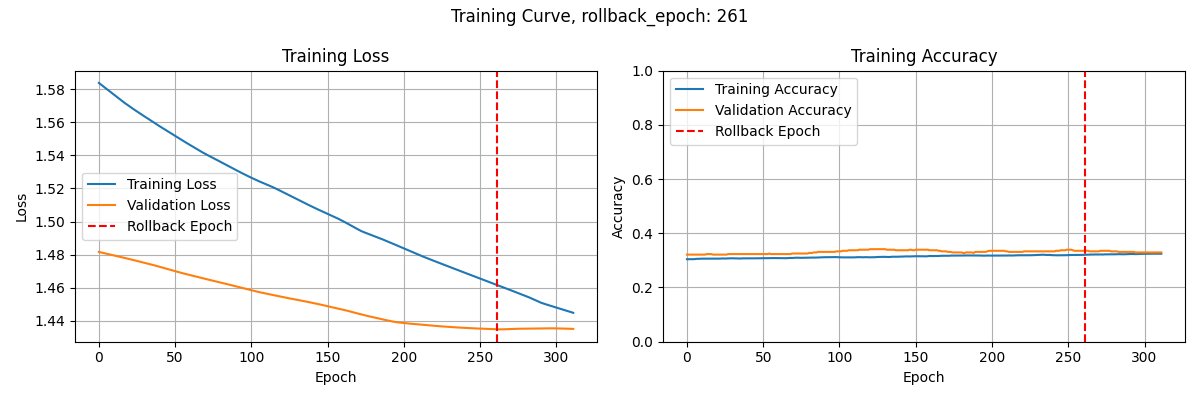 Training Curve, rollback_epoch: 261
Training Loss
1.58
1.56
1.54
1.52
1.50
1.48
1.46
1.44
Loss
Training Loss
Validation Loss
Rollback Epoch
0 50 100 150 200 250 300
Epoch
Training Accuracy
1.0
0.8
0.6
0.4
0.2
0.0
Accuracy
Training Accuracy
Validation Accuracy
Rollback Epoch
0 50 100 150 200 250 300
Epoch